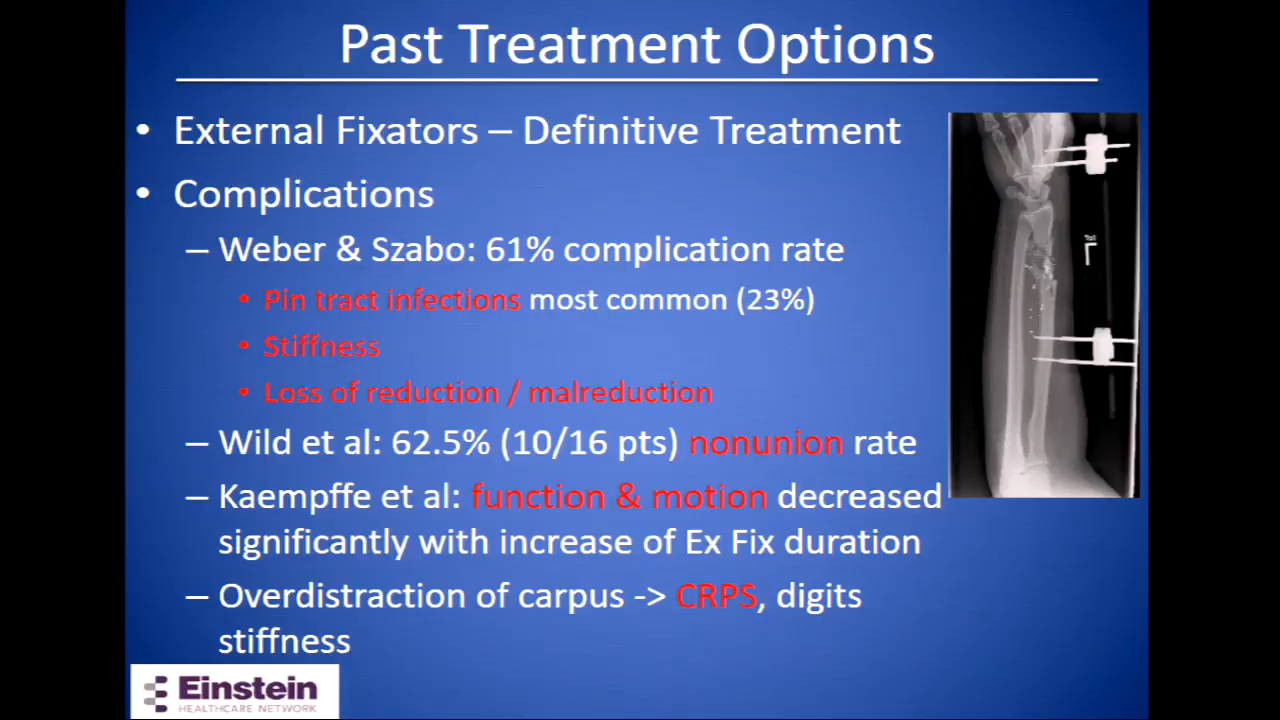 Past Treatment Options
• External Fixators – Definitive Treatment
• Complications
– Weber & Szabo: 61% complication rate
• Pin tract infections most common (23%)
• Stiffness
• Loss of reduction / malreduction
– Wild et al: 62.5% (10/16 pts) nonunion rate
– Kaempffe et al: function & motion decreased
significantly with increase of Ex Fix duration
– Overdistraction of carpus -> CRPS, digits
stiffness
L
Einstein
HEALTHCARE NETWORK